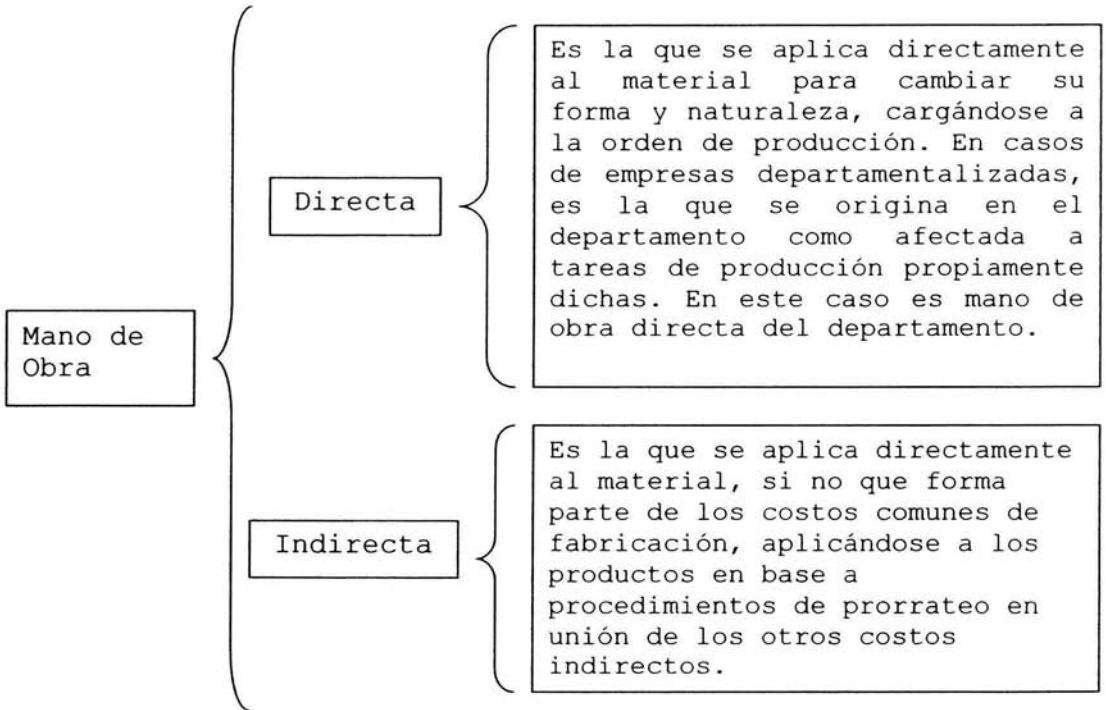 Mano de
Obra
Directa
Es la que se aplica directamente
al material para cambiar su
forma y naturaleza, cargándose a
la orden de producción. En casos
de empresas departamentalizadas,
es la que se origina en el
departamento como afectada a
tareas de producción propiamente
dichas. En este caso es mano de
obra directa del departamento.
Indirecta
Es la que se aplica directamente
al material, si no que forma
parte de los costos comunes de
fabricación, aplicándose a los
productos en base a
procedimientos de prorrateo en
unión de los otros costos
indirectos.